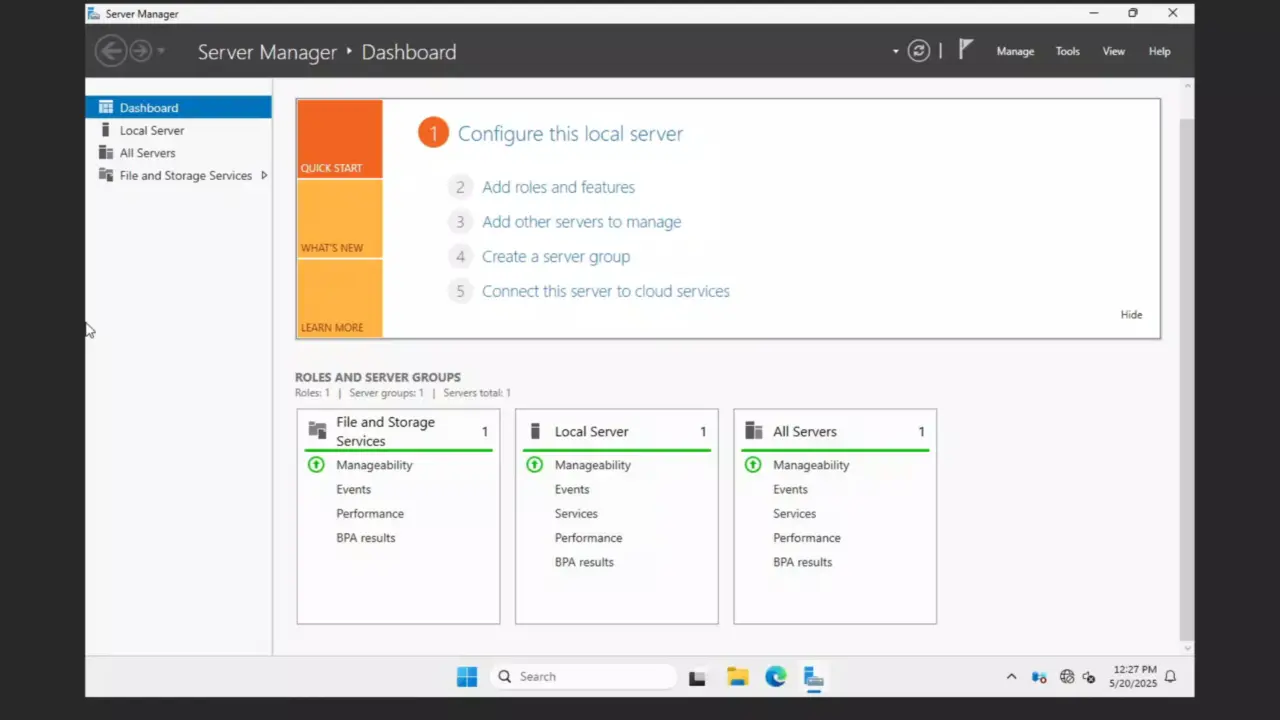 Server Manager
Server Manager ‣ Dashboard
Manage Tools View Help
Dashboard
Local Server
All Servers
File and Storage Services
QUICK START
WHAT'S NEW
LEARN MORE
1 Configure this local server
2 Add roles and features
3 Add other servers to manage
4 Create a server group
5 Connect this server to cloud services
Hide
ROLES AND SERVER GROUPS
Roles: 1 | Server groups: 1 | Servers total: 1
File and Storage
Services 1
Manageability
Events
Performance
BPA results
Local Server 1
Manageability
Events
Services
Performance
BPA results
All Servers 1
Manageability
Events
Services
Performance
BPA results
Search
12:27 PM
5/20/2025